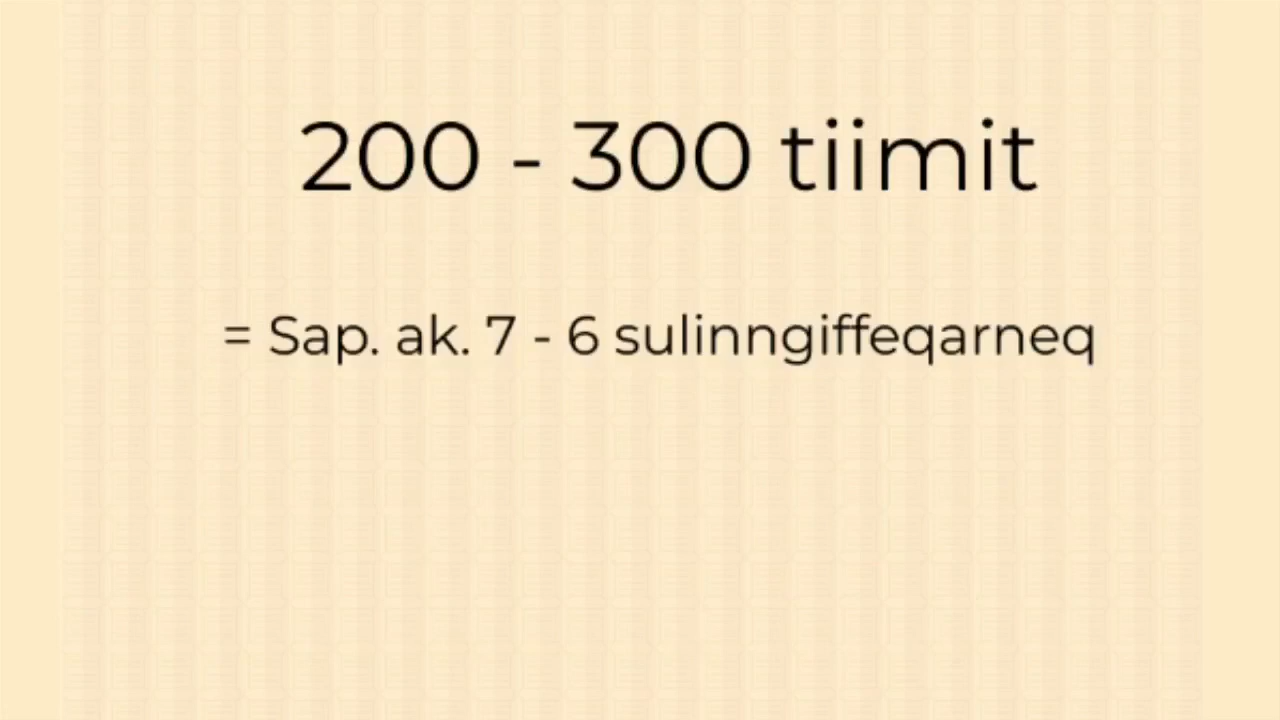 200 - 300 tiimit
= Sap. ak. 7 - 6 sulinngiffeqarneq